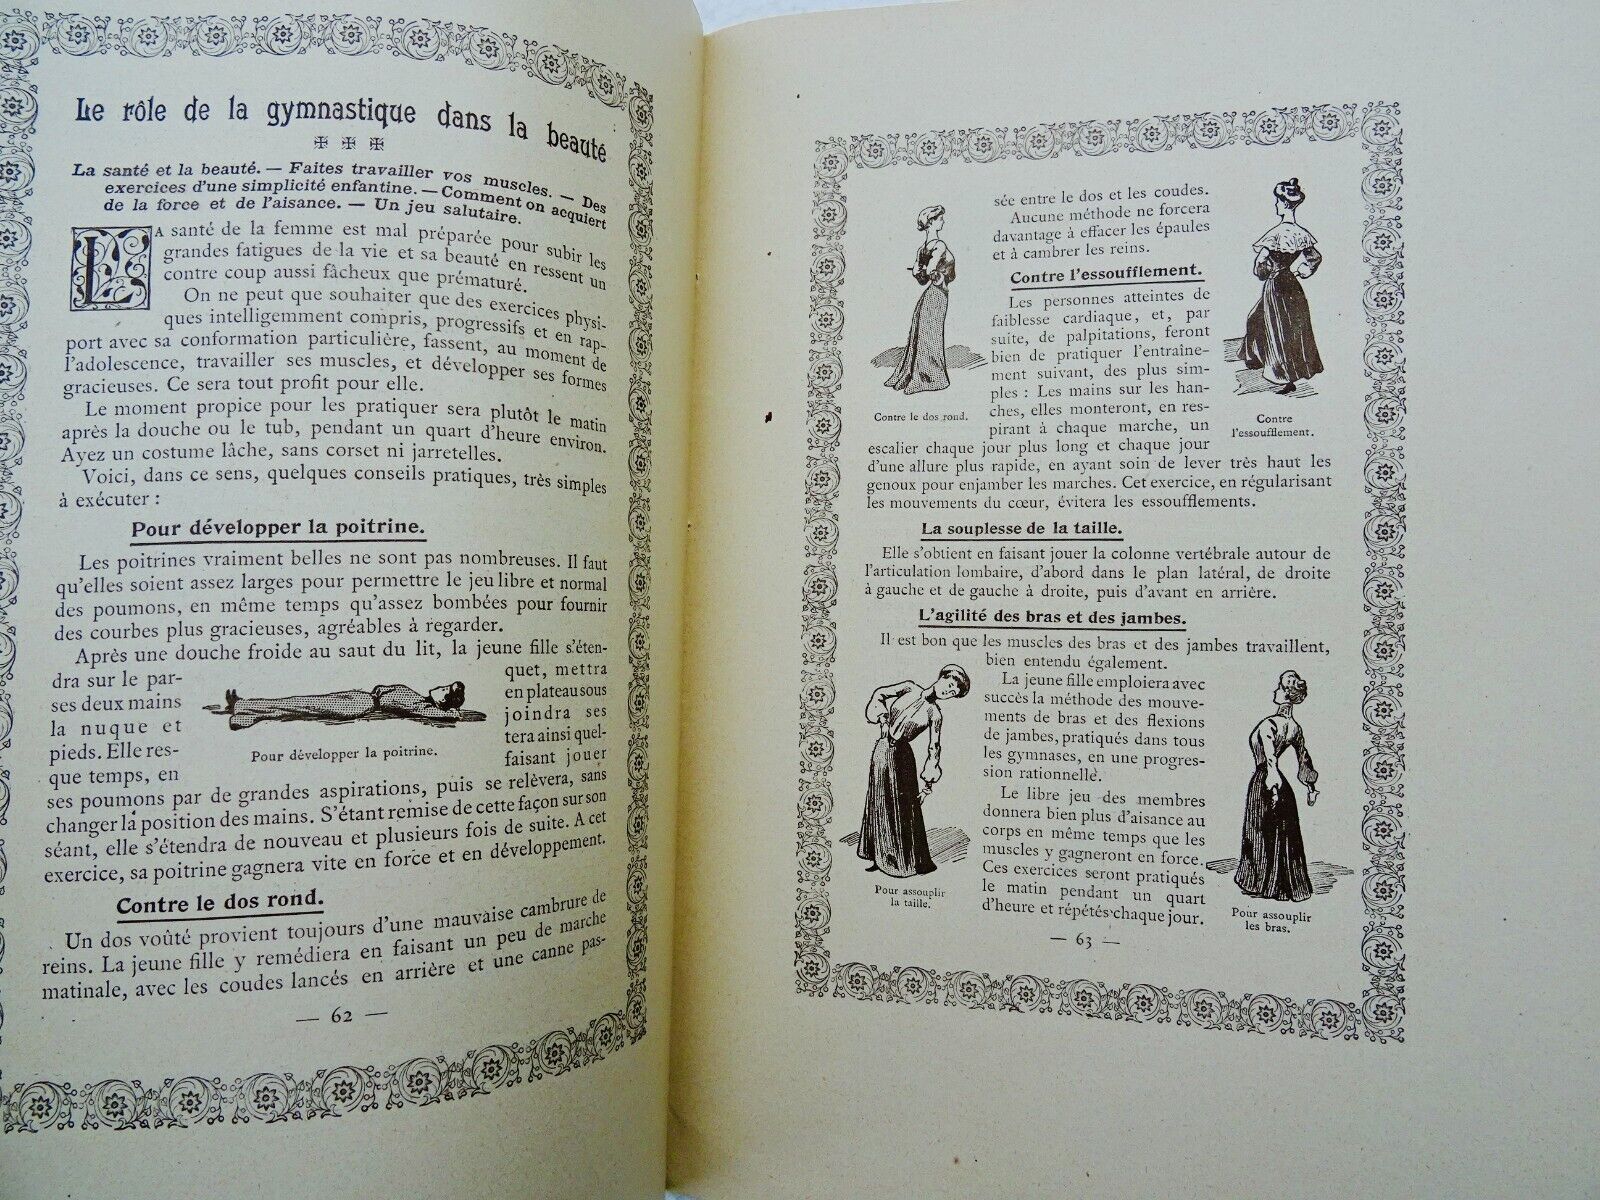 Le rôle de la gymnastique dans la beauté
La santé et la beauté. — Faites travailler vos muscles. — Des
exercices d'une simplicité enfantine. — Comment on acquiert
de la force et de l'aisance. — Un jeu salutaire.
LA santé de la femme est mal préparée pour subir les
grandes fatigues de la vie et sa beauté en ressent un
contre coup aussi fâcheux que prématuré.
On ne peut que souhaiter que des exercices physi-
ques intelligemment compris, progressifs et en rap-
port avec sa conformation particulière, fassent, au moment de
l'adolescence, travailler ses muscles, et développer ses formes
gracieuses. Ce sera tout profit pour elle.
Le moment propice pour les pratiquer sera plutôt le matin
après la douche ou le tub, pendant un quart d'heure environ.
Ayez un costume lâche, sans corset ni jarretelles.
Voici, dans ce sens, quelques conseils pratiques, très simples
à exécuter :
Pour développer la poitrine.
Les poitrines vraiment belles ne sont pas nombreuses. Il faut
qu'elles soient assez larges pour permettre le jeu libre et normal
des poumons, en même temps qu'assez bombées pour fournir
des courbes plus gracieuses, agréables à regarder.
Après une douche froide au saut du lit, la jeune fille s'éten-
dra sur le par- quet, mettra
ses deux mains en plateau sous
la nuque et joindra ses
pieds. Elle res- tera ainsi quel-
que temps, en faisant jouer
Pour développer la poitrine.
ses poumons par de grandes aspirations, puis se relèvera, sans
changer la position des mains. S'étant remise de cette façon sur son
séant, elle s'étendra de nouveau et plusieurs fois de suite. A cet
exercice, sa poitrine gagnera vite en force et en développement.
Contre le dos rond.
Un dos voûté provient toujours d'une mauvaise cambrure de
reins. La jeune fille y remédiera en faisant un peu de marche
matinale, avec les coudes lancés en arrière et une canne pas-
— 62 —
sée entre le dos et les coudes.
Aucune méthode ne forcera
davantage à effacer les épaules
et à cambrer les reins.
Contre l'essoufflement.
Les personnes atteintes de
faiblesse cardiaque, et, par
suite, de palpitations, feront
bien de pratiquer l'entraîne-
ment suivant, des plus sim-
ples : Les mains sur les han-
ches, elles monteront, en res-
pirant à chaque marche, un
Contre le dos rond.
Contre
l'essoufflement.
escalier chaque jour plus long et chaque jour
d'une allure plus rapide, en ayant soin de lever très haut les
genoux pour enjamber les marches. Cet exercice, en régularisant
les mouvements du cœur, évitera les essoufflements.
La souplesse de la taille.
Elle s'obtient en faisant jouer la colonne vertébrale autour de
l'articulation lombaire, d'abord dans le plan latéral, de droite
à gauche et de gauche à droite, puis d'avant en arrière.
L'agilité des bras et des jambes.
Il est bon que les muscles des bras et des jambes travaillent,
bien entendu également.
La jeune fille emploiera avec
succès la méthode des mouve-
ments de bras et des flexions
de jambes, pratiqués dans tous
les gymnases, en une progres-
sion rationnelle.
Le libre jeu des membres
donnera bien plus d'aisance au
corps en même temps que les
muscles y gagneront en force.
Ces exercices seront pratiqués
le matin pendant un quart
d'heure et répétés chaque jour.
Pour assouplir
la taille.
Pour assouplir
les bras.
— 63 —